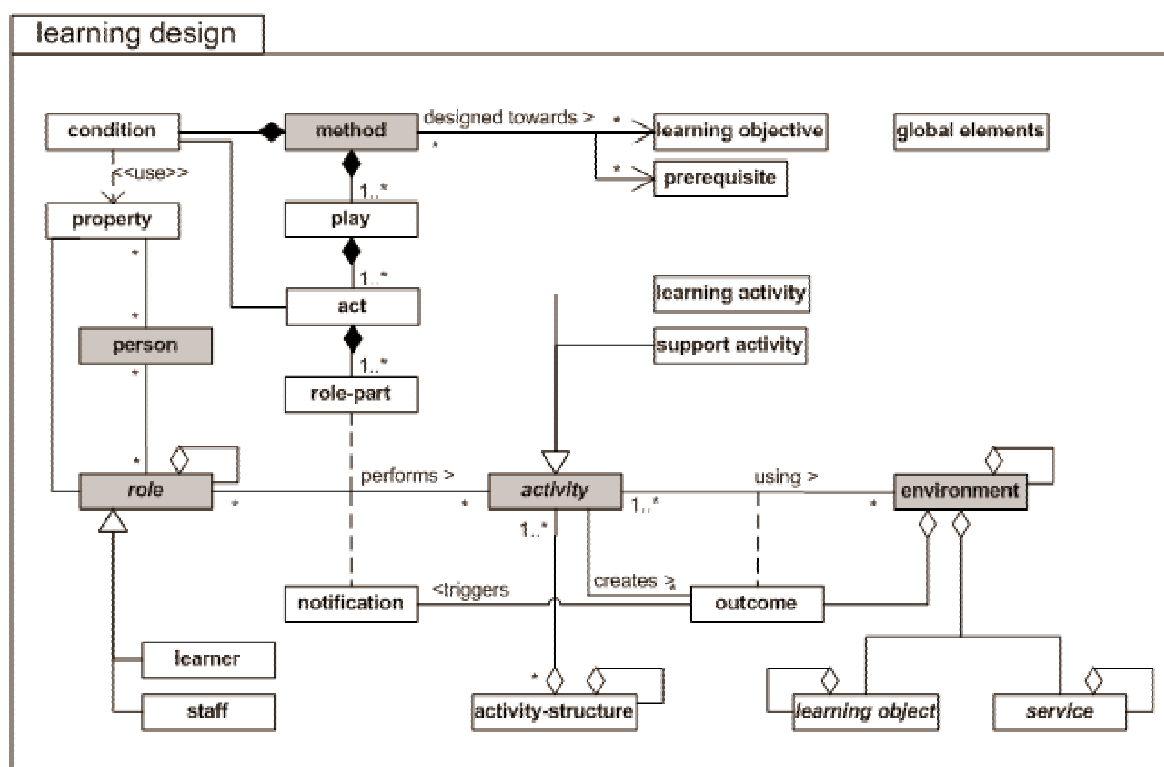 learning design
condition
method
designed towards >
*
*
learning objective
global elements
<<use>>
*
prerequisite
1..*
property
play
*
1..*
learning activity
act
*
person
support activity
*
1..*
role-part
*
performs >
using >
role
activity
environment
*
*
1..*
*
1..*
creates >
*
notification
<triggers
outcome
learner
*
staff
activity-structure
learning object
service